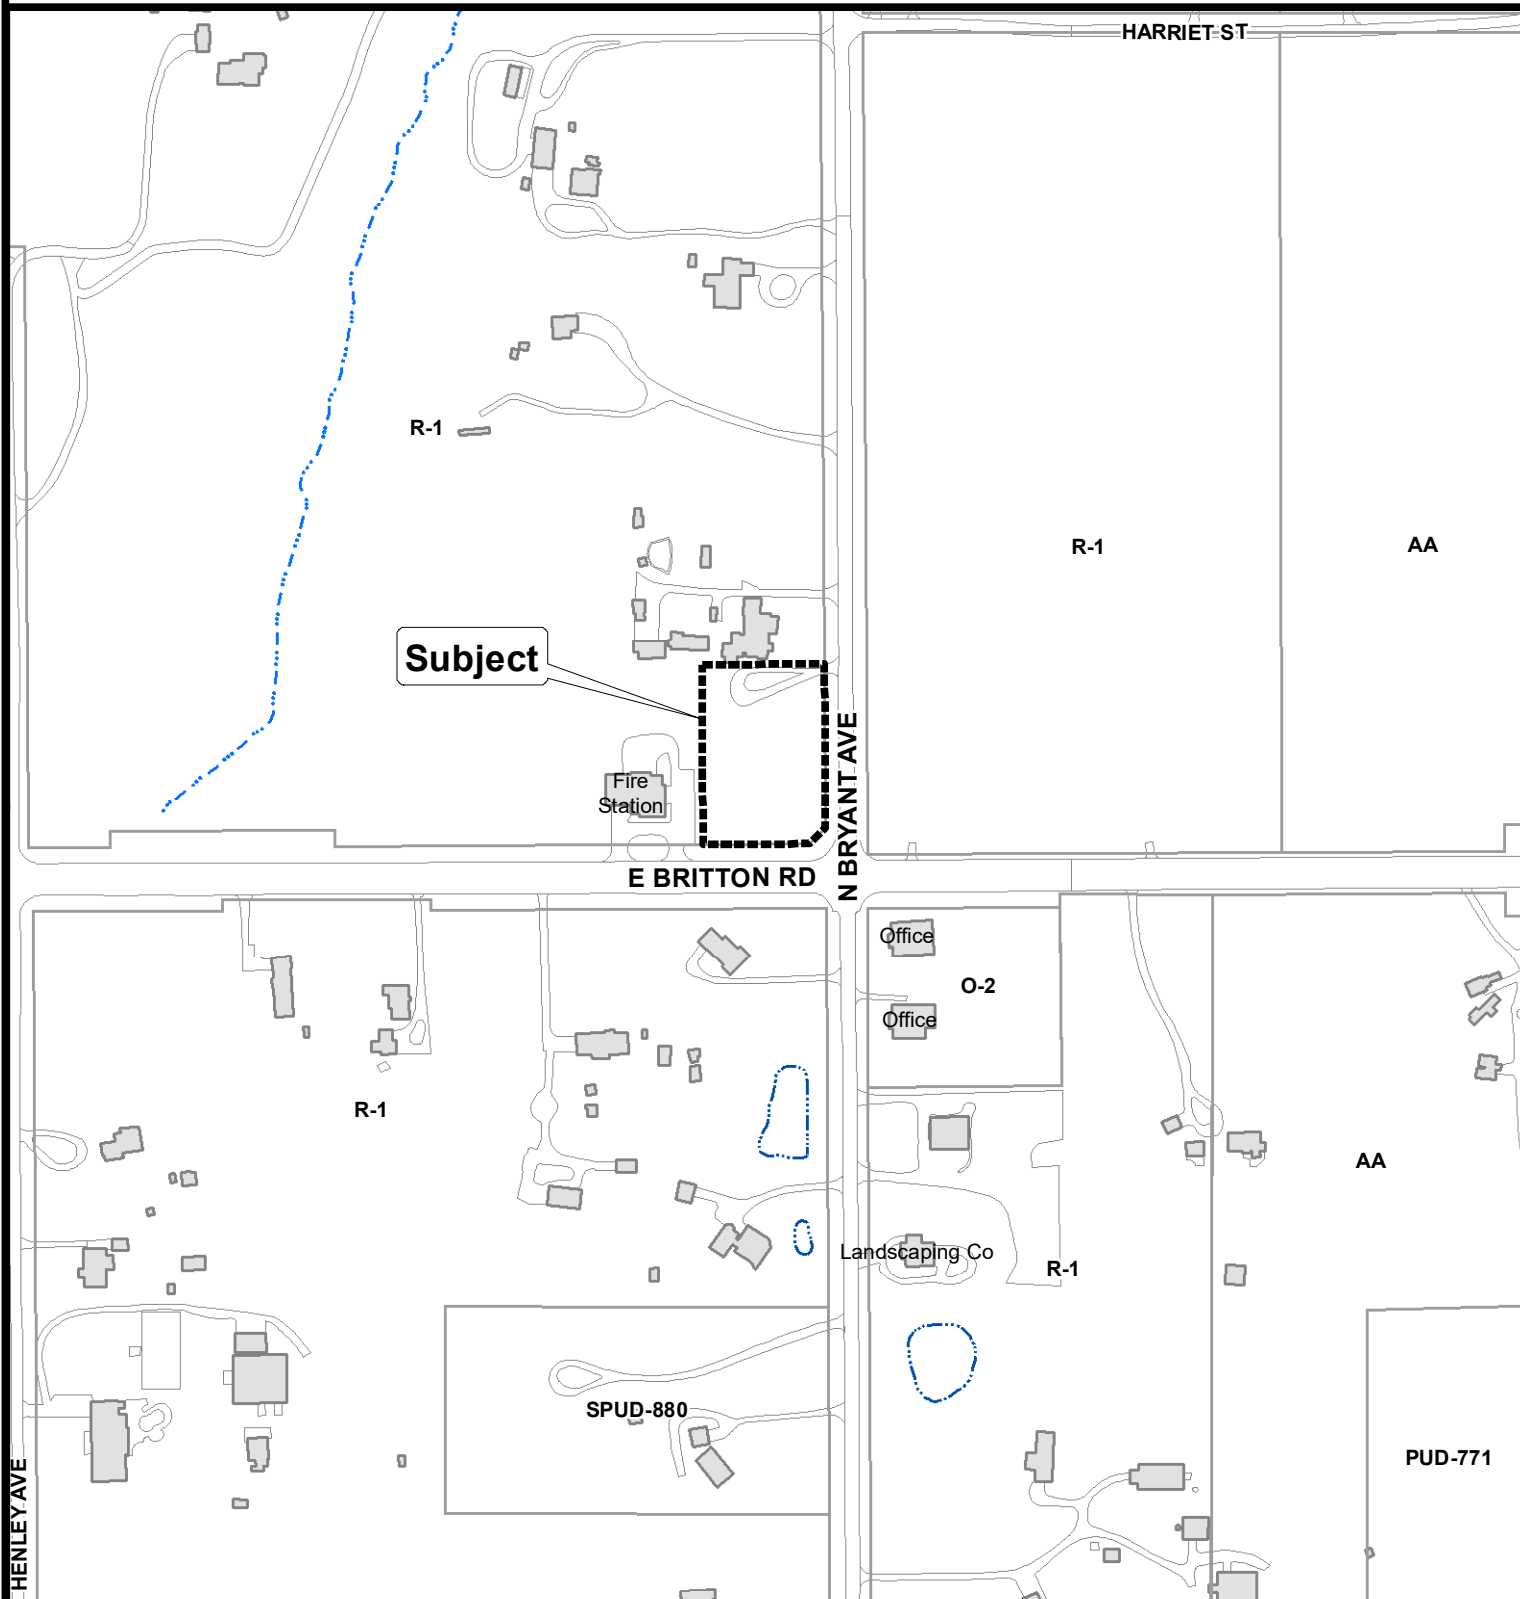 HARRIET ST
R-1
R-1
AA
Subject
N BRYANT AVE
Fire
Station
E BRITTON RD
Office
O-2
Office
R-1
AA
Landscaping Co
R-1
SPUD-880
PUD-771
HENLEY AVE